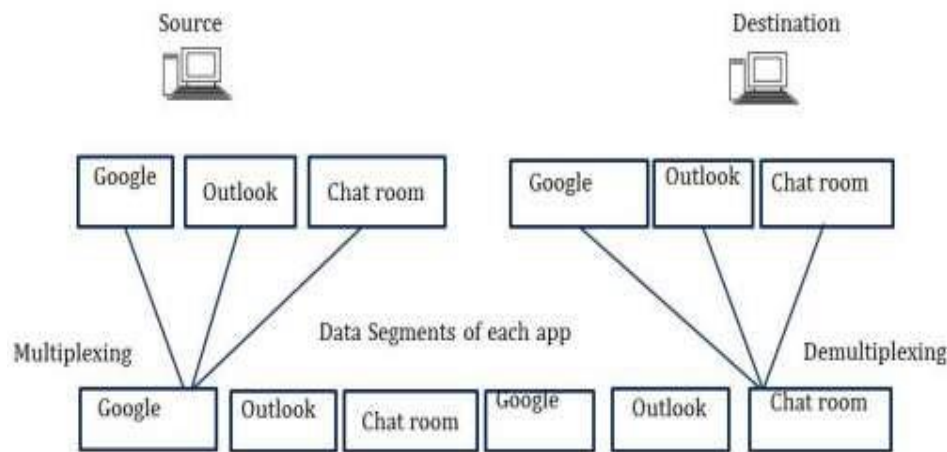 Source
Destination
Google
Outlook
Chat room
Google
Outlook
Chat room
Data Segments of each app
Multiplexing
Demultiplexing
Google
Outlook
Chat room
Google
Outlook
Chat room